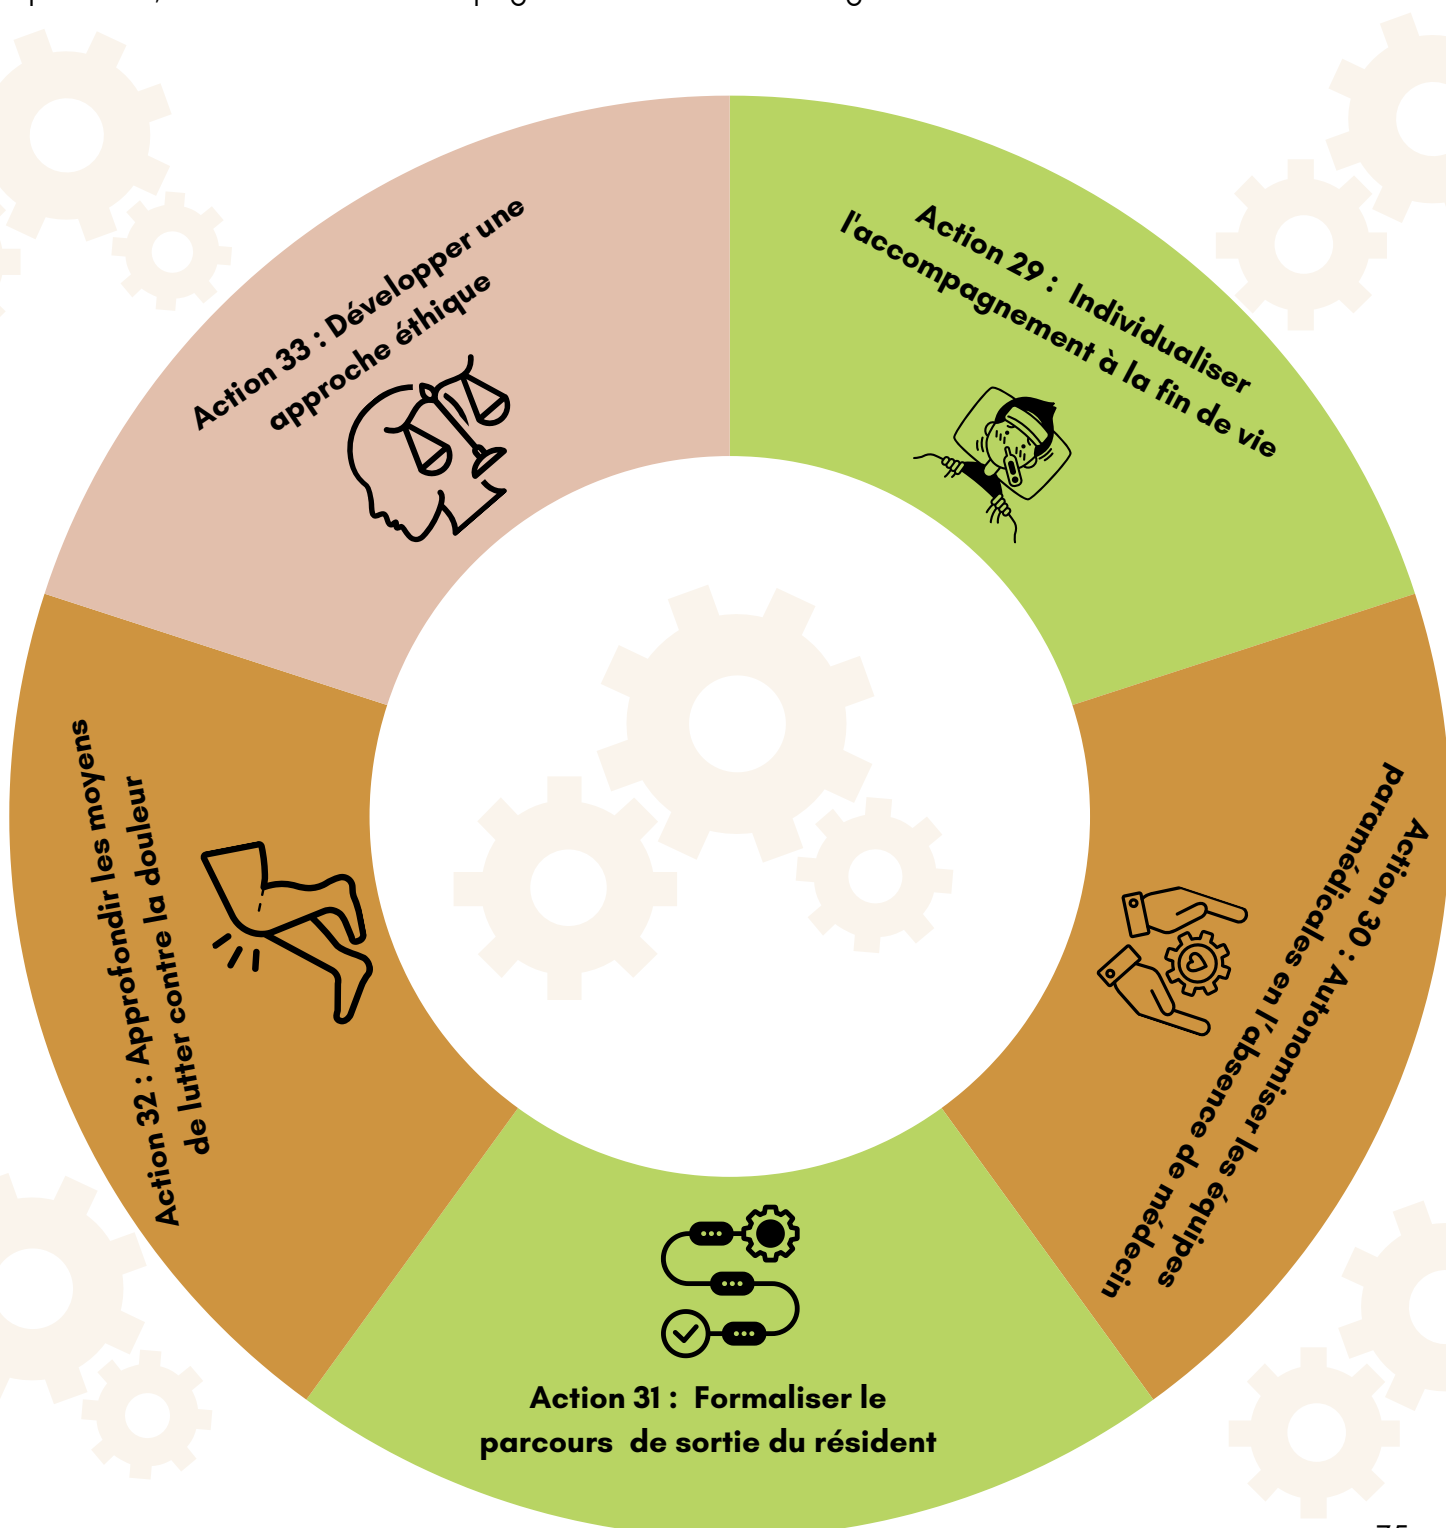 Action 29 : Individualiser
l'accompagnement à la fin de vie
Action 30 : Autonomiser les équipes
paramédicales en l'absence de médecin
Action 31 : Formaliser le
parcours de sortie du résident
Action 32 : Approfondir les moyens
de lutter contre la douleur
Action 33 : Développer une
approche éthique